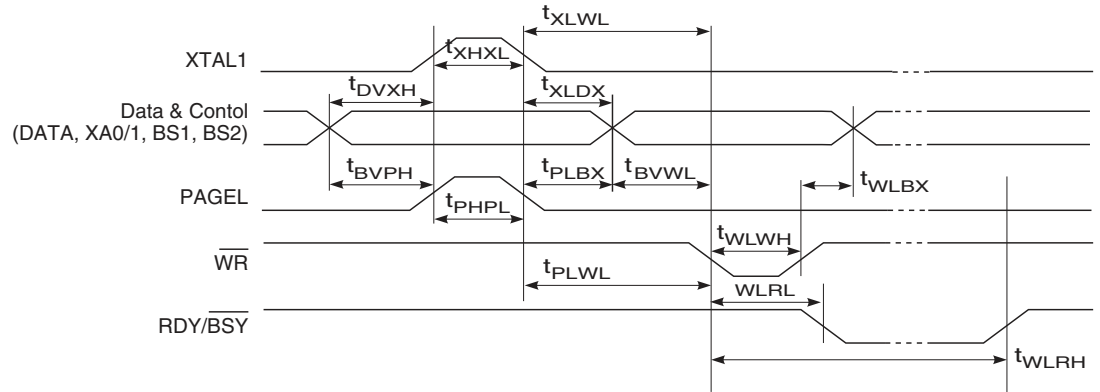 tXLWL
XTAL1
tXHXL
tDVXH
tXLDX
Data & Contol
(DATA, XA0/1, BS1, BS2)
tBVPH
tPLBX
tBVWL
tWLBX
PAGEL
tPHPL
tWLWH
WR
tPLWL
WLRL
RDY/BSY
tWLRH